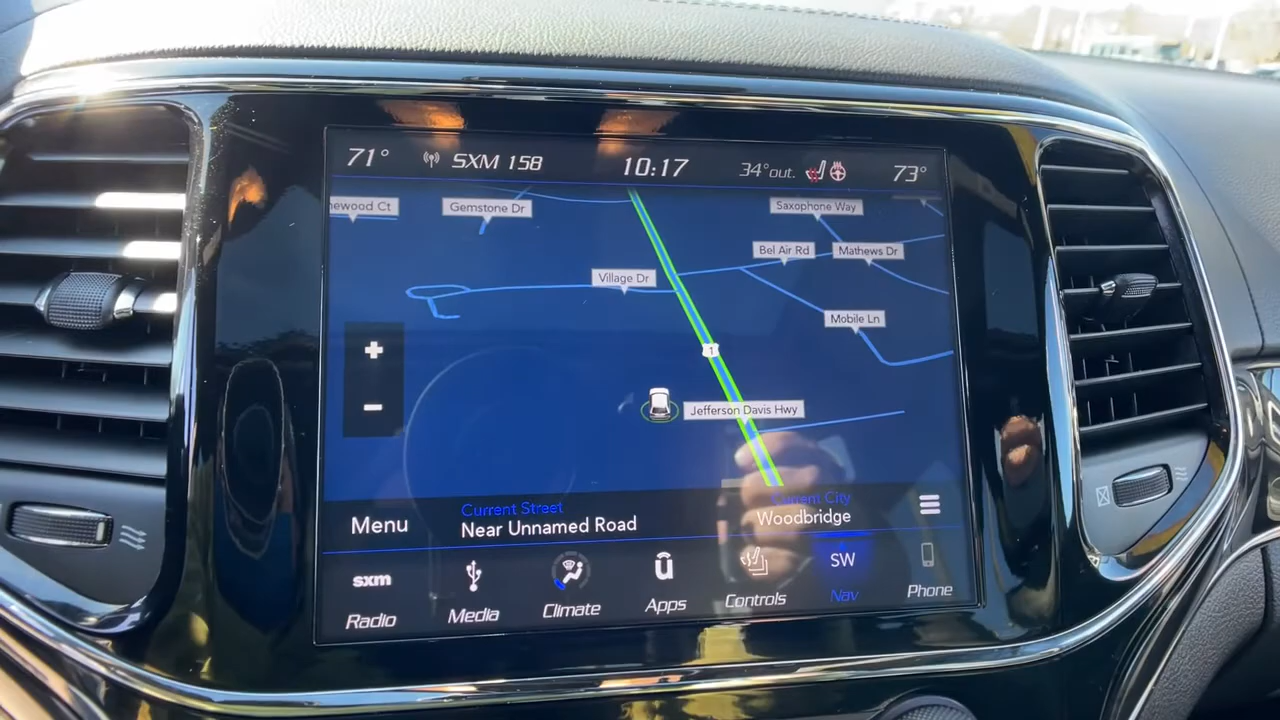 71° SXM 158 10:17 34°out. 73°
ewood Ct
Gemstone Dr
Saxophone Way
Bel Air Rd
Mathews Dr
Village Dr
Mobile Ln
1
+
-
Jefferson Davis Hwy
Menu
Current Street
Near Unnamed Road
Current City
Woodbridge
sxm
Radio
Media
Climate
ū
Apps
Controls
SW
Nav
Phone